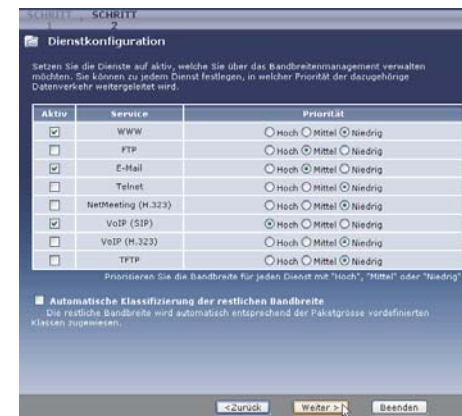 SCHRITT 1 SCHRITT 2
Dienstkonfiguration
Setzen Sie die Dienste auf aktiv, welche Sie über das Bandbreitenmanagement verwalten
möchten. Sie können zu jedem Dienst festlegen, in welcher Priorität der dazugehörige
Datenverkehr weitergeleitet wird.
Aktiv Service Priorität
WWW Hoch Mittel Niedrig
FTP Hoch Mittel Niedrig
E-Mail Hoch Mittel Niedrig
Telnet Hoch Mittel Niedrig
NetMeeting (H.323) Hoch Mittel Niedrig
VoIP (SIP) Hoch Mittel Niedrig
VoIP (H.323) Hoch Mittel Niedrig
TFTP Hoch Mittel Niedrig
Priorisieren Sie die Bandbreite für jeden Dienst mit "Hoch", "Mittel" oder "Niedrig"
Automatische Klassifizierung der restlichen Bandbreite
Die restliche Bandbreite wird automatisch entsprechend der Paketgrösse vordefinierten
Klassen zugewiesen.
<Zurück Weiter > Beenden